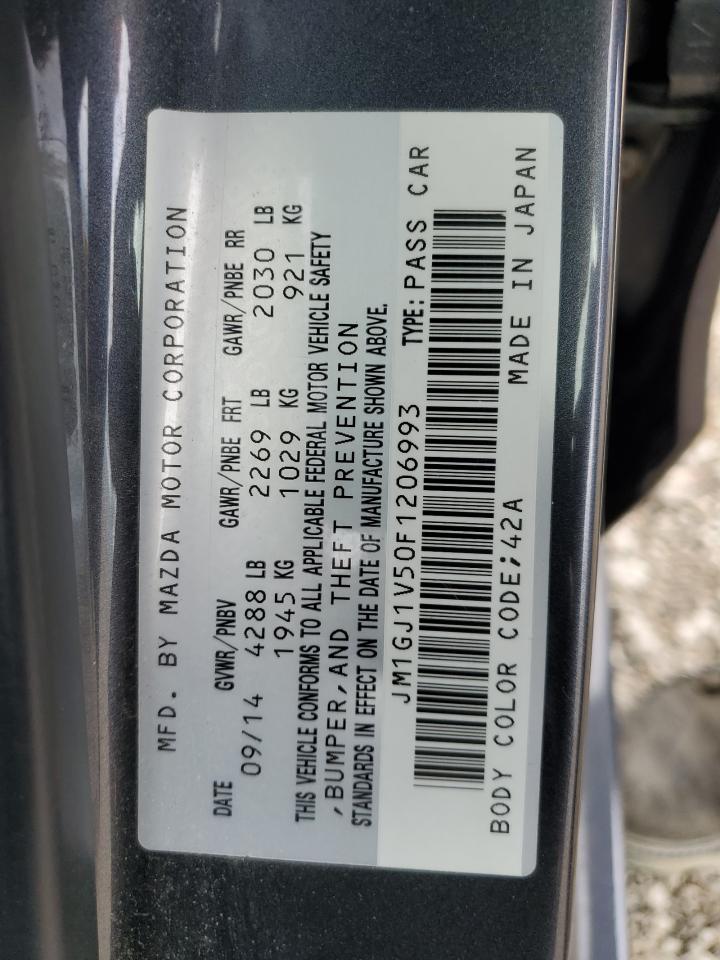 MFD. BY MAZDA MOTOR CORPORATION
DATE GVWR/PNBV GAWR/PNBE FRT GAWR/PNBE RR
09/14 4288 LB 2269 LB 2030 LB
1945 KG 1029 KG 921 KG
THIS VEHICLE CONFORMS TO ALL APPLICABLE FEDERAL MOTOR VEHICLE SAFETY
,BUMPER,AND THEFT PREVENTION
STANDARDS IN EFFECT ON THE DATE OF MANUFACTURE SHOWN ABOVE.
JM1GJ1V50F1206993 TYPE: PASS CAR
BODY COLOR CODE;42A MADE IN JAPAN